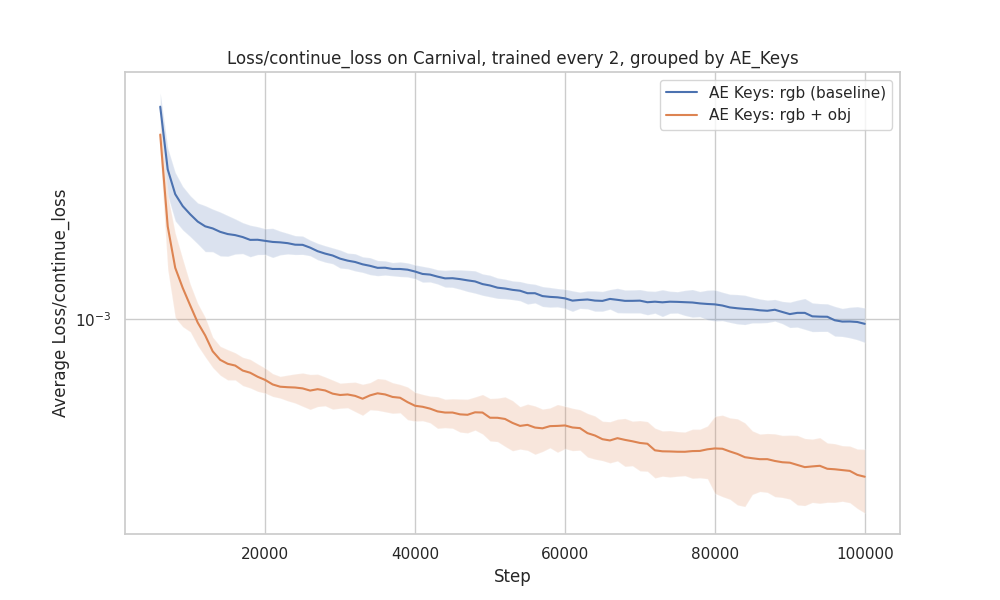 Loss/continue_loss on Carnival, trained every 2, grouped by AE_Keys
AE Keys: rgb (baseline)
AE Keys: rgb + obj
Average Loss/continue_loss
10⁻³
20000
40000
60000
80000
100000
Step